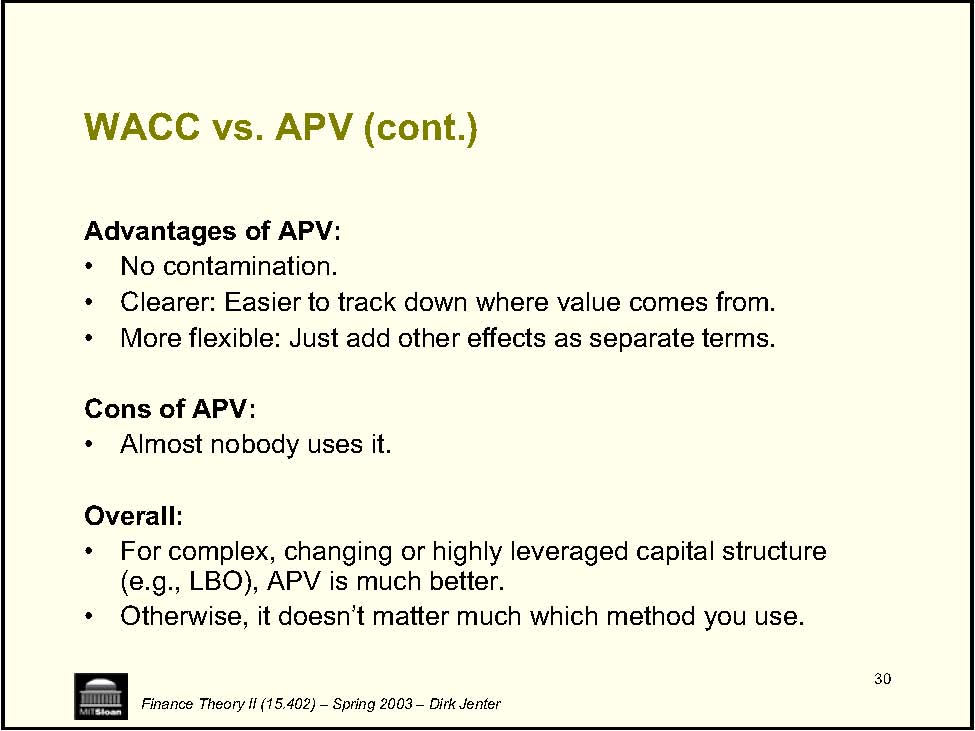 WACC vs. APV (cont.)
Advantages of APV:
• No contamination.
• Clearer: Easier to track down where value comes from.
• More flexible: Just add other effects as separate terms.
Cons of APV:
• Almost nobody uses it.
Overall:
• For complex, changing or highly leveraged capital structure
(e.g., LBO), APV is much better.
• Otherwise, it doesn’t matter much which method you use.
30
MITSloan
Finance Theory II (15.402) – Spring 2003 – Dirk Jenter